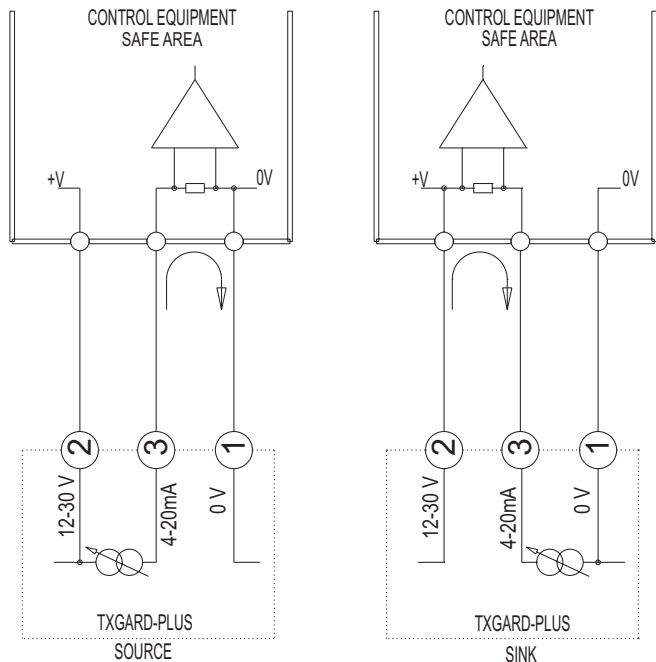 CONTROL EQUIPMENT
SAFE AREA
+V
0V
2
3
1
12-30 V
4-20mA
0 V
TXGARD-PLUS
SOURCE
CONTROL EQUIPMENT
SAFE AREA
+V
0V
2
3
1
12-30 V
4-20mA
0 V
TXGARD-PLUS
SINK